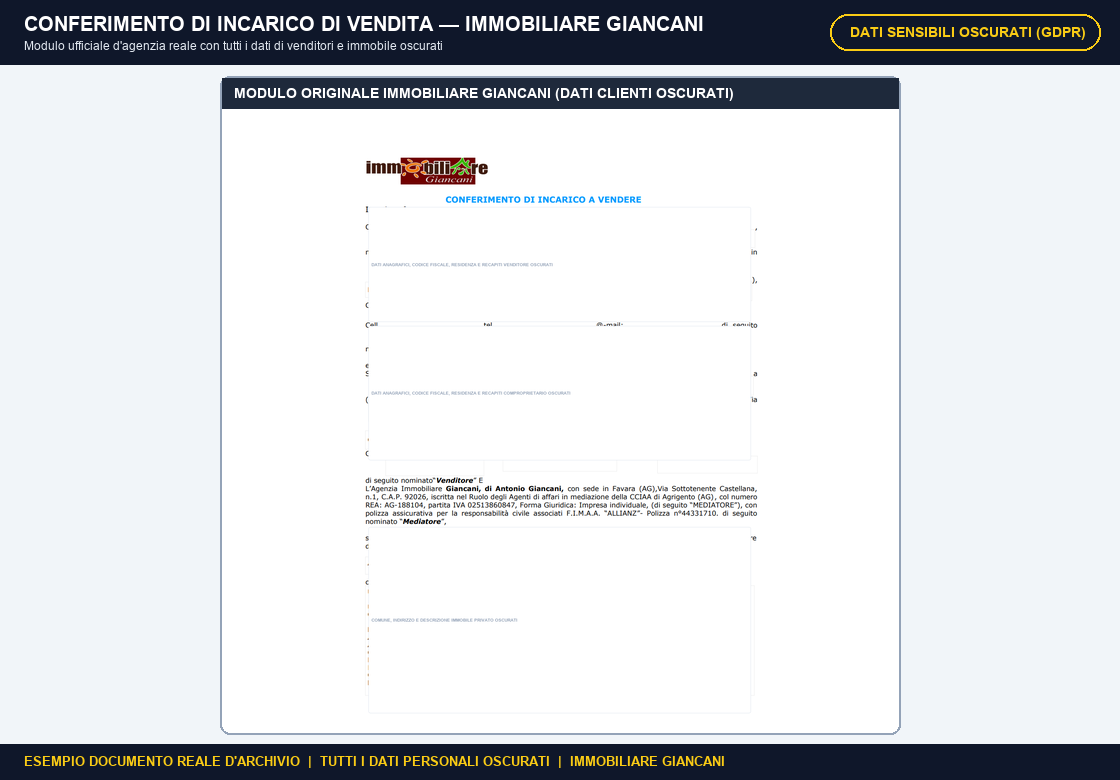 CONFERIMENTO DI INCARICO DI VENDITA — IMMOBILIARE GIANCANI
Modulo ufficiale d'agenzia reale con tutti i dati di venditori e immobile oscurati
DATI SENSIBILI OSCURATI (GDPR)
MODULO ORIGINALE IMMOBILIARE GIANCANI (DATI CLIENTI OSCURATI)
immobiliAre
Giancani
CONFERIMENTO DI INCARICO A VENDERE
,
in
DATI ANAGRAFICI, CODICE FISCALE, RESIDENZA E RECAPITI VENDITORE OSCURATI
),
Cell tel @-mail: di seguito
a
DATI ANAGRAFICI, CODICE FISCALE, RESIDENZA E RECAPITI COMPROPRIETARIO OSCURATI
(
di seguito nominato"Venditore" E
L'Agenzia Immobiliare Giancani, di Antonio Giancani, con sede in Favara (AG),Via Sottotenente Castellana,
n.1, C.A.P. 92026, iscritta nel Ruolo degli Agenti di affari in mediazione della CCIAA di Agrigento (AG), col numero
REA: AG-188104, partita IVA 02513860847, Forma Giuridica: Impresa individuale, (di seguito "MEDIATORE"), con
polizza assicurativa per la responsabilità civile associati F.I.M.A.A. "ALLIANZ"- Polizza n°44331710. di seguito
nominato "Mediatore",
COMUNE, INDIRIZZO E DESCRIZIONE IMMOBILE PRIVATO OSCURATI
ESEMPIO DOCUMENTO REALE D'ARCHIVIO | TUTTI I DATI PERSONALI OSCURATI | IMMOBILIARE GIANCANI